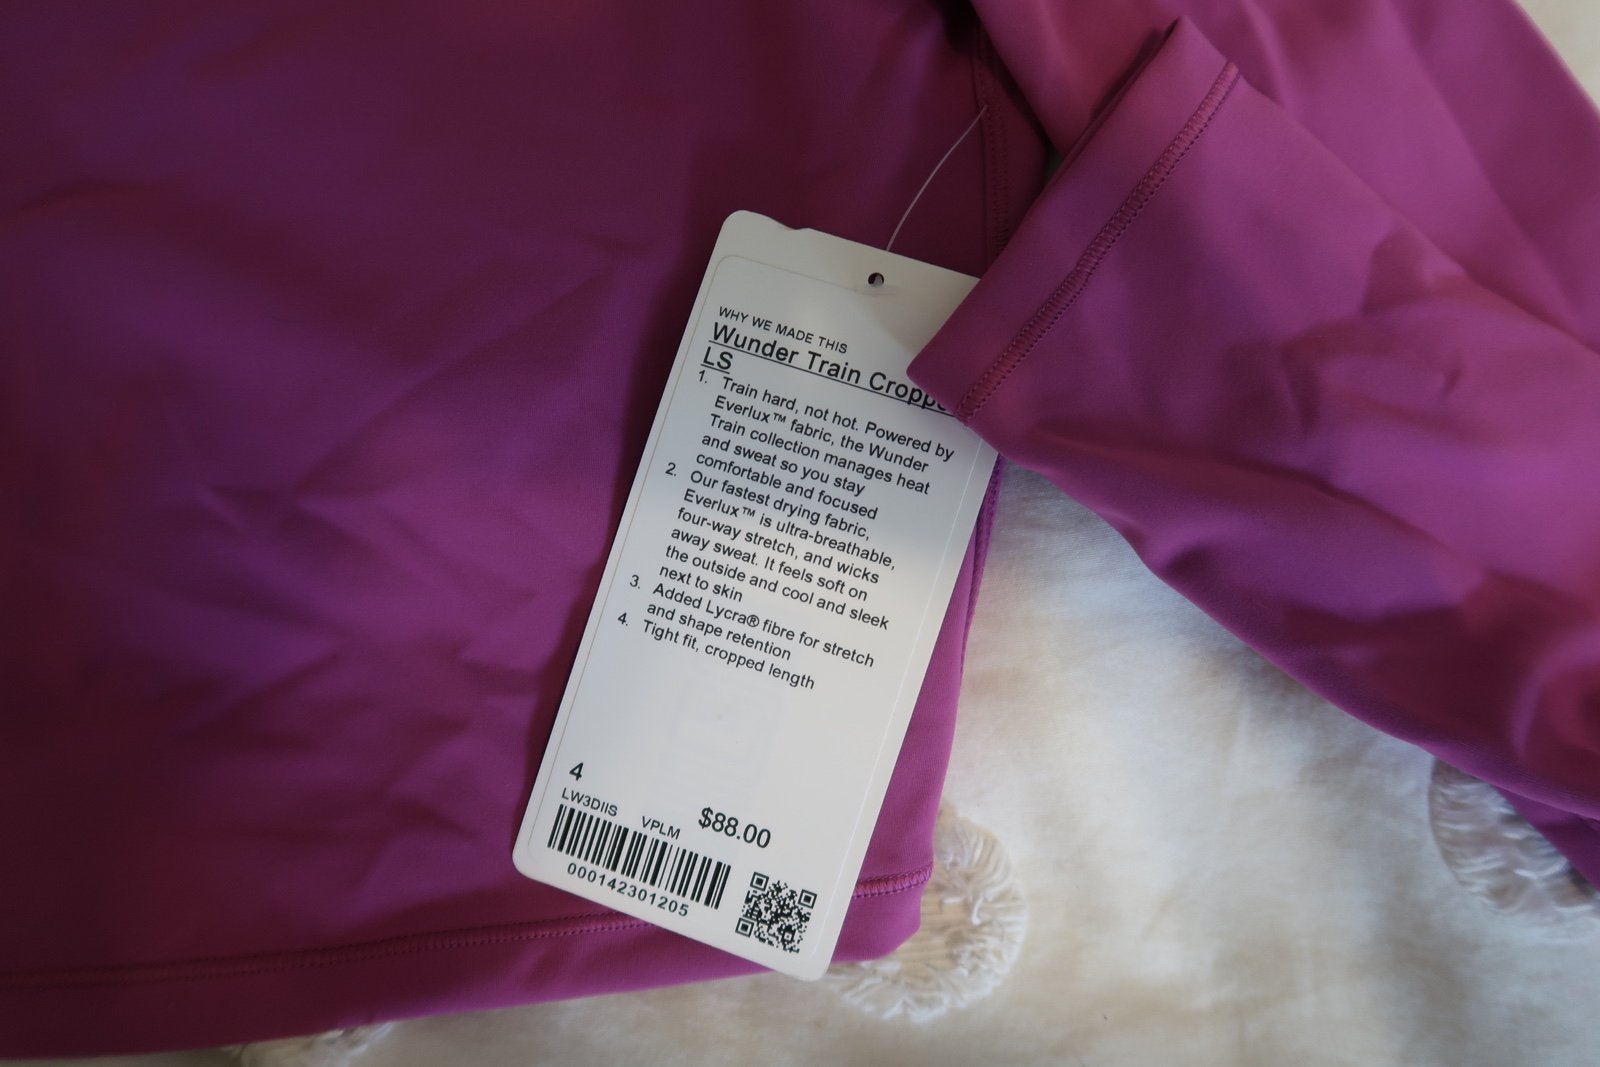 WHY WE MADE THIS
Wunder Train
LS
1. Train hard, not hot. Powered by
Everlux™ fabric, the Wunder
Train collection manages heat
and sweat so you stay
comfortable and focused
2. Our fastest drying fabric,
Everlux™ is ultra-breathable,
four-way stretch, and wicks
away sweat. It feels soft on
the outside and cool and sleek
next to skin
3. Added Lycra® fibre for stretch
and shape retention
4. Tight fit, cropped length
4
LW3DIIS VPLM $88.00
000142301205